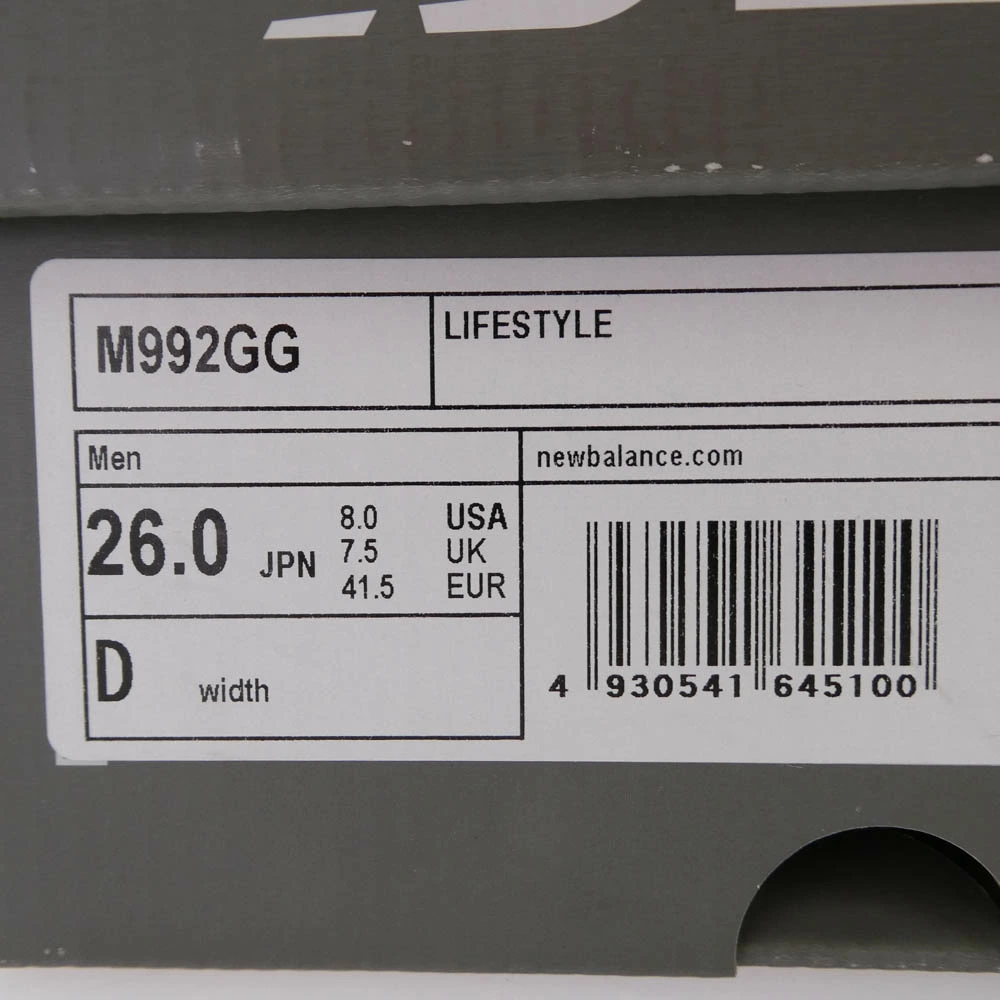 M992GG
LIFESTYLE
Men
newbalance.com
26.0 JPN
8.0 USA
7.5 UK
41.5 EUR
D width
4 930541 645100